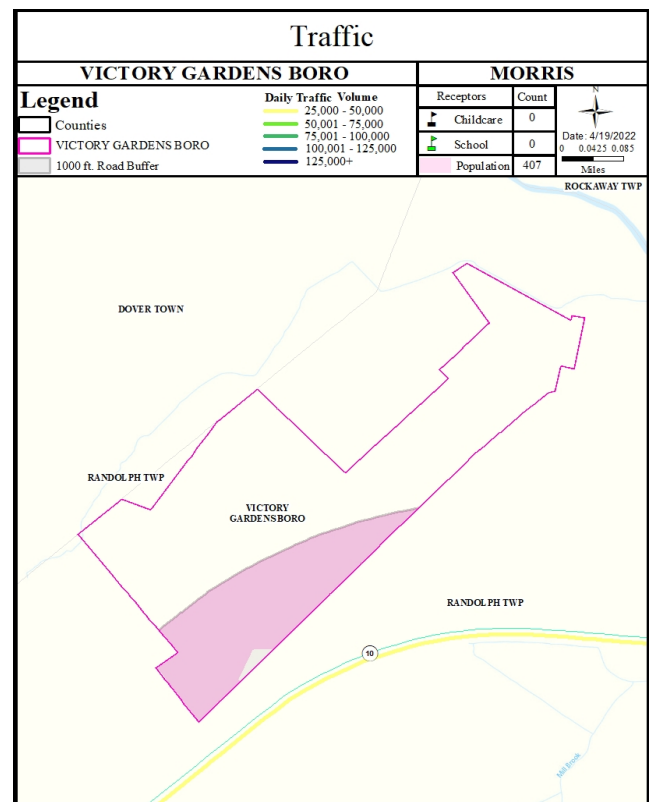 Traffic
VICTORY GARDENS BORO
MORRIS
Legend
Counties
VICTORY GARDENS BORO
1000 ft. Road Buffer
Daily Traffic Volume
25,000 - 50,000
50,001 - 75,000
75,001 - 100,000
100,001 - 125,000
125,000+
Receptors Count
Childcare 0
School 0
Population 407
N
Date: 4/19/2022
0 0.0425 0.085
Miles
ROCKAWAY TWP
DOVER TOWN
RANDOLPH TWP
VICTORY
GARDENS BORO
RANDOLPH TWP
10
Mill Brook